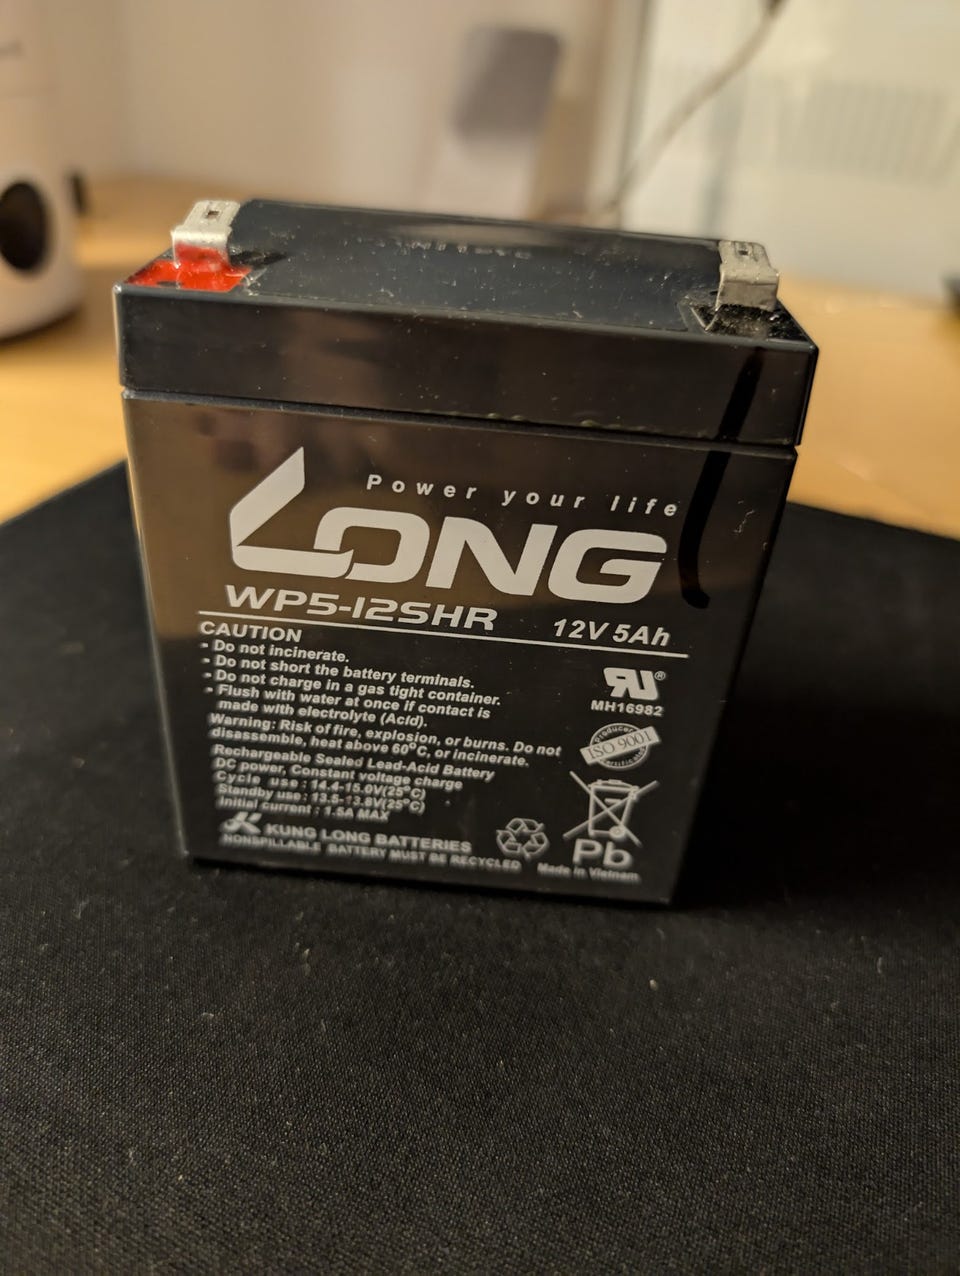 Power your life
LONG
WP5-12SHR 12V 5Ah
CAUTION
- Do not incinerate.
- Do not short the battery terminals.
- Do not charge in a gas tight container.
- Flush with water at once if contact is
made with electrolyte (Acid).
Warning: Risk of fire, explosion, or burns. Do not
disassemble, heat above 60°C, or incinerate.
Rechargeable Sealed Lead-Acid Battery
DC power, Constant voltage charge
Cycle use : 14.4-15.0V(25°C)
Standby use : 13.5-13.8V(25°C)
Initial current : 1.5A MAX
KUNG LONG BATTERIES
NONSPILLABLE BATTERY MUST BE RECYCLED
RU®
MH16982
Producer
ISO 9001
Pb
Made in Vietnam